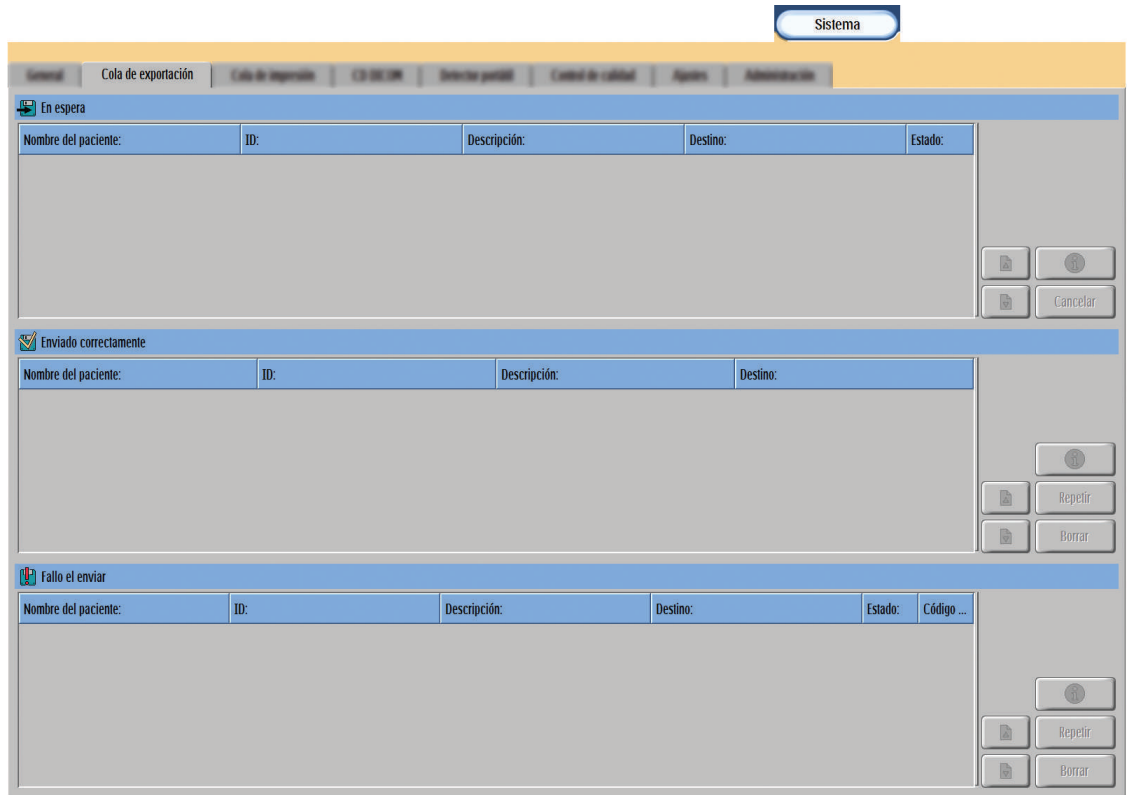 Sistema
General Cola de exportación Cola de impresión CD DICOM Detector portátil Control de calidad Ajustes Administración
En espera
Nombre del paciente: ID: Descripción: Destino: Estado:
Cancelar
Enviado correctamente
Nombre del paciente: ID: Descripción: Destino:
Repetir
Borrar
Fallo el enviar
Nombre del paciente: ID: Descripción: Destino: Estado: Código ...
Repetir
Borrar